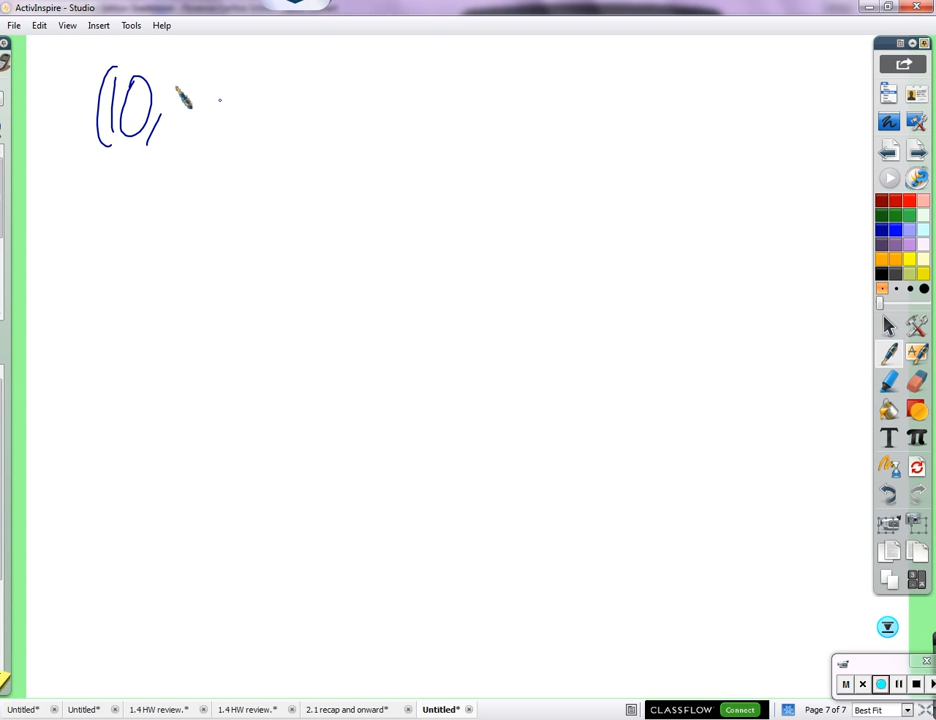 ActivInspire - Studio
File Edit View Insert Tools Help
(10,
Untitled* Untitled* 1.4 HW review.* 1.4 HW review.* 2.1 recap and onward* Untitled* CLASSFLOW Connect Page 7 of 7 Best Fit